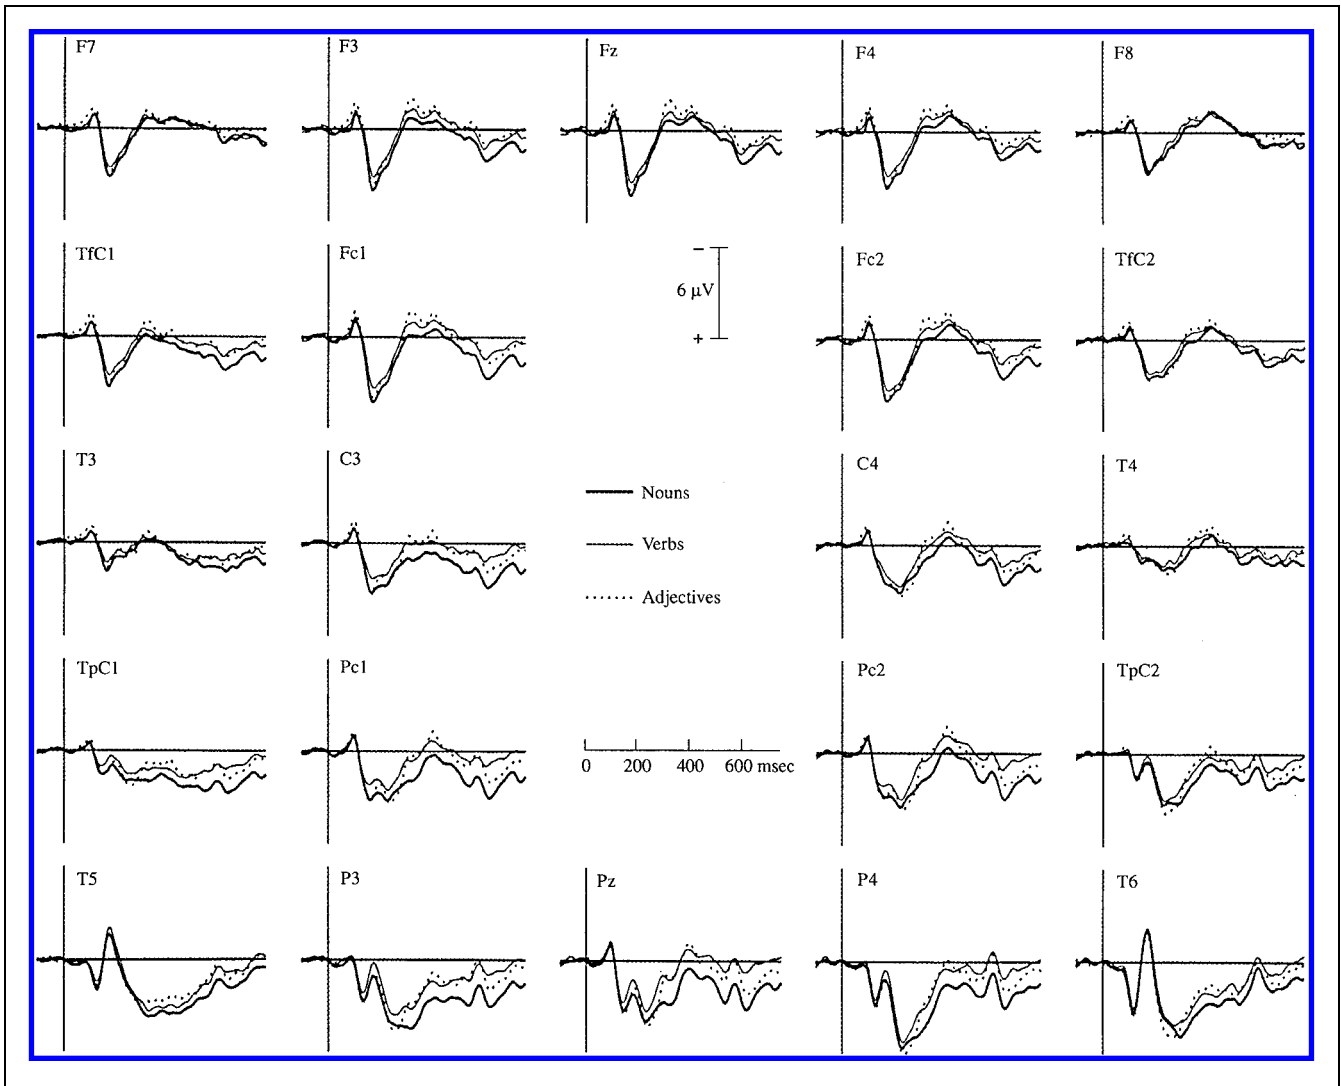 F7
F3
Fz
F4
F8
TfC1
Fc1
−
6 µV
+
Fc2
TfC2
T3
C3
Nouns
Verbs
Adjectives
C4
T4
TpC1
Pc1
0 200 400 600 msec
Pc2
TpC2
T5
P3
Pz
P4
T6